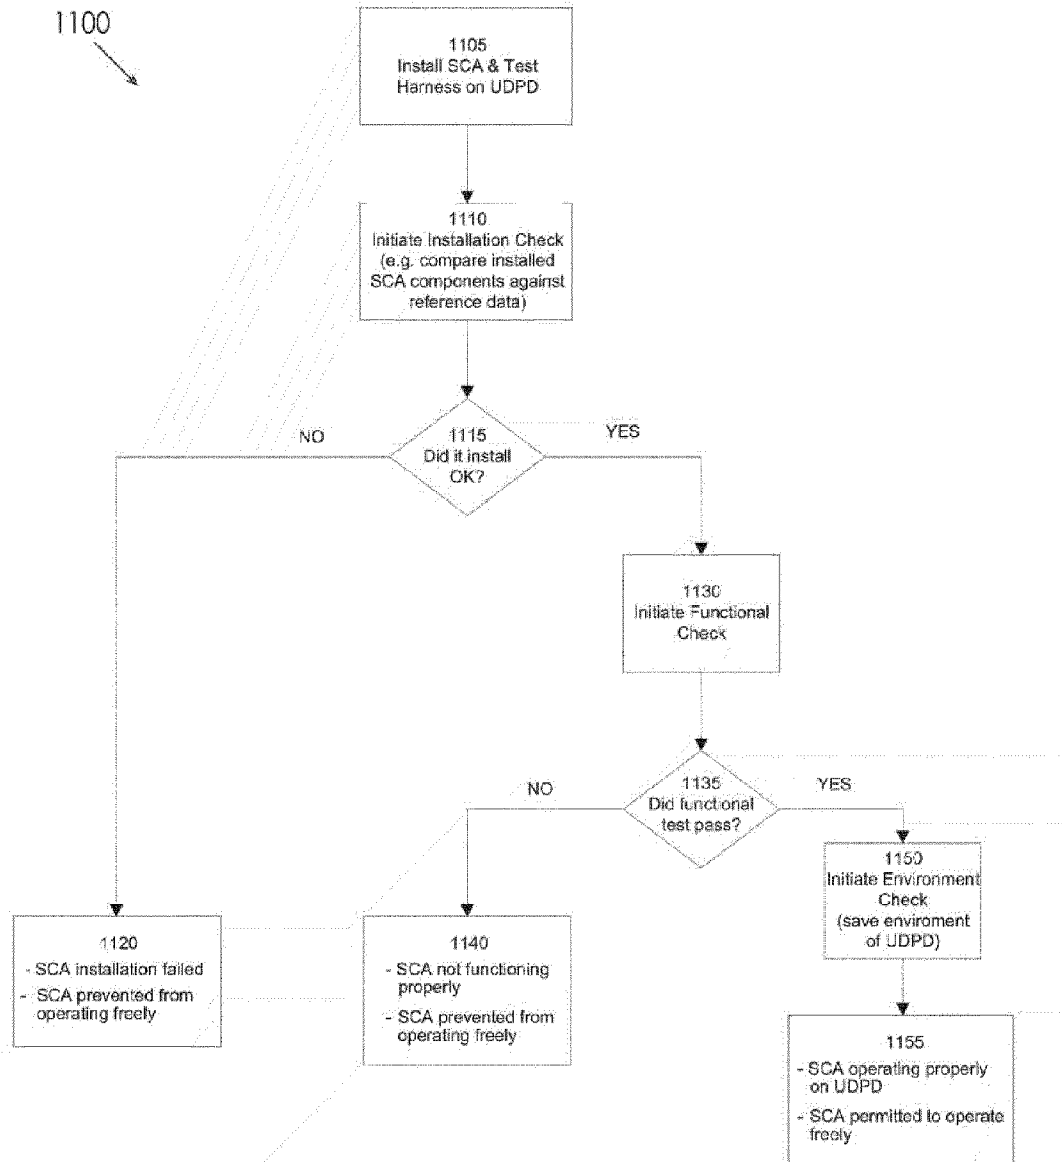 1100
1105
Install SCA & Test
Harness on UDPD
1110
Initiate Installation Check
(e.g. compare installed
SCA components against
reference data)
1115
Did it install
OK?
NO
YES
1130
Initiate Functional
Check
1135
Did functional
test pass?
NO
YES
1150
Initiate Environment
Check
(save enviroment
of UDPD)
1120
- SCA installation failed
- SCA prevented from
operating freely
1140
- SCA not functioning
properly
- SCA prevented from
operating freely
1155
- SCA operating properly
on UDPD
- SCA permitted to operate
freely